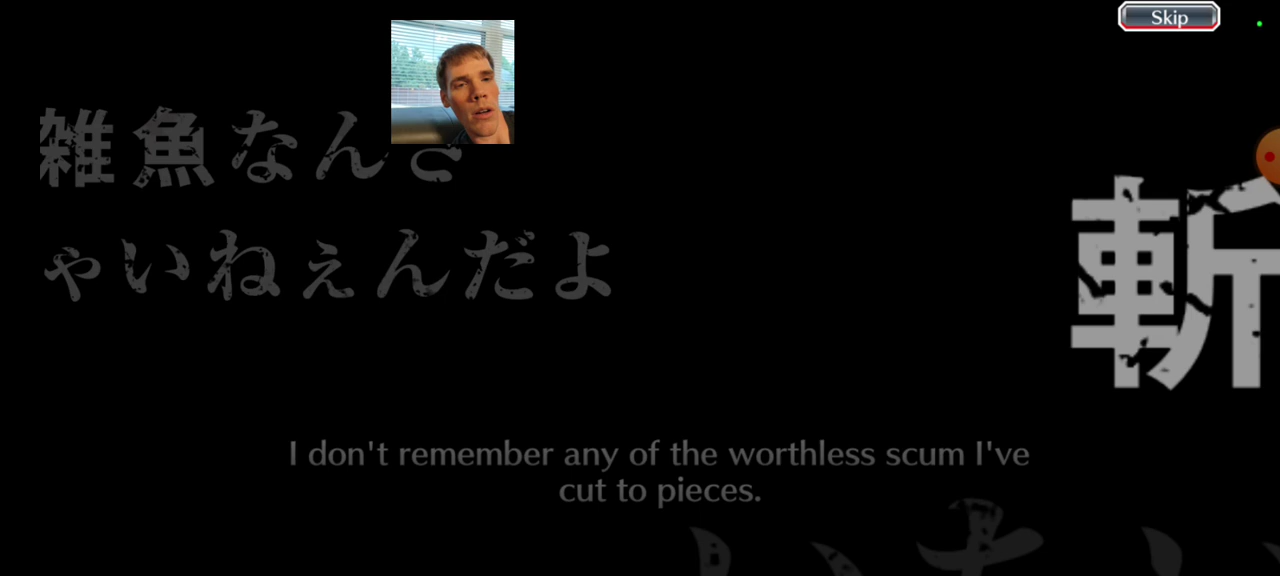 Skip
雑魚なんざ
ゃいねぇんだよ
斬
I don't remember any of the worthless scum I've
cut to pieces.